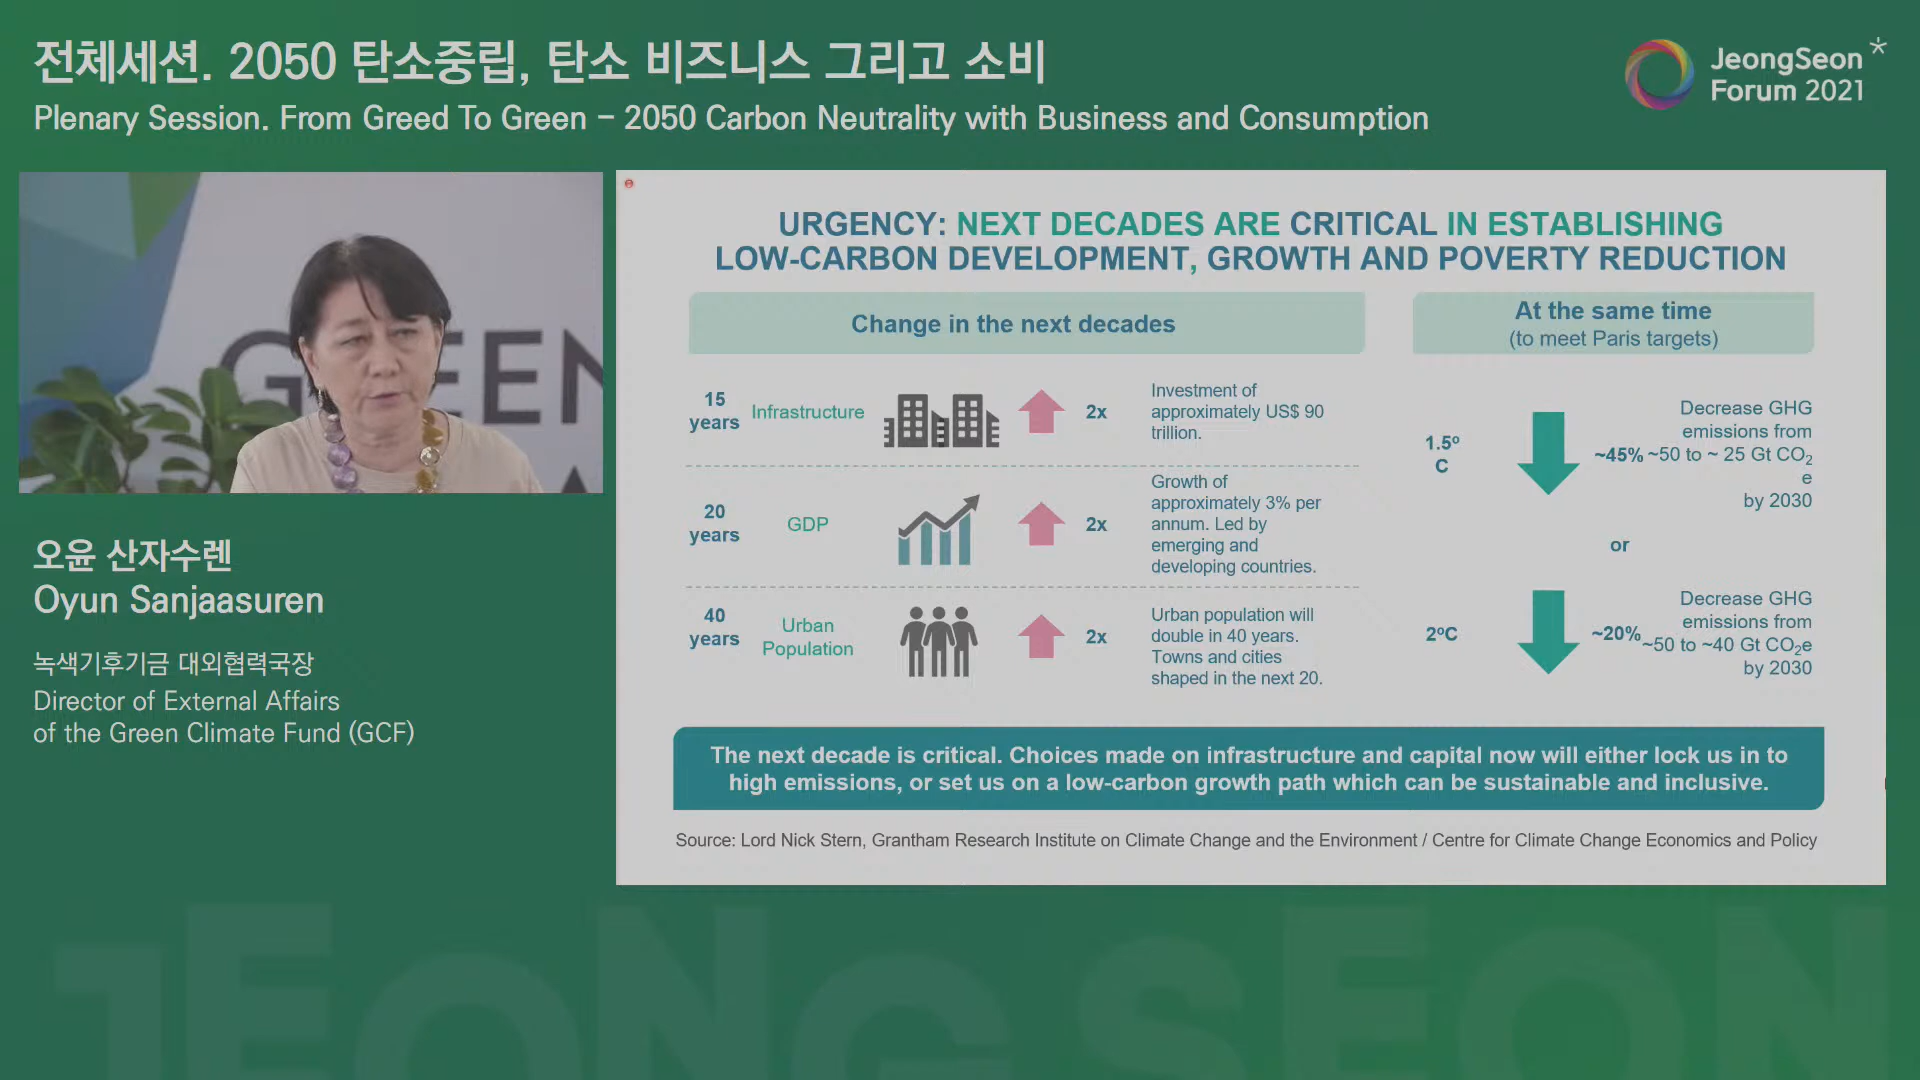 전체세션. 2050 탄소중립, 탄소 비즈니스 그리고 소비
Plenary Session. From Greed To Green – 2050 Carbon Neutrality with Business and Consumption
JeongSeon
Forum 2021
GREEN
오윤 산자수렌
Oyun Sanjaasuren
녹색기후기금 대외협력국장
Director of External Affairs
of the Green Climate Fund (GCF)
URGENCY: NEXT DECADES ARE CRITICAL IN ESTABLISHING
LOW-CARBON DEVELOPMENT, GROWTH AND POVERTY REDUCTION
Change in the next decades
15
years
Infrastructure
2x
Investment of
approximately US$ 90
trillion.
20
years
GDP
2x
Growth of
approximately 3% per
annum. Led by
emerging and
developing countries.
40
years
Urban
Population
2x
Urban population will
double in 40 years.
Towns and cities
shaped in the next 20.
At the same time
(to meet Paris targets)
1.5º
C
~45%
Decrease GHG
emissions from
~50 to ~ 25 Gt CO₂
e
by 2030
or
2ºC
~20%
Decrease GHG
emissions from
~50 to ~40 Gt CO₂e
by 2030
The next decade is critical. Choices made on infrastructure and capital now will either lock us in to
high emissions, or set us on a low-carbon growth path which can be sustainable and inclusive.
Source: Lord Nick Stern, Grantham Research Institute on Climate Change and the Environment / Centre for Climate Change Economics and Policy
JEONGSEON